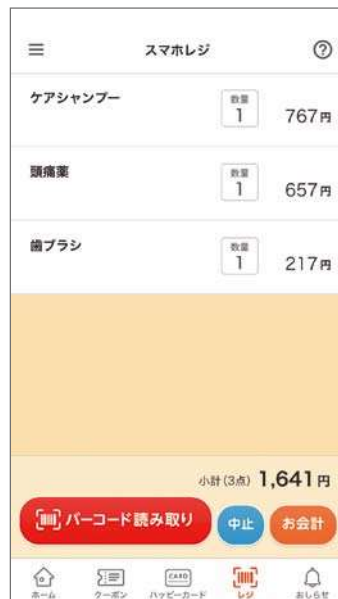 スマホレジ
ケアシャンプー
数量
1
767円
頭痛薬
数量
1
657円
歯ブラシ
数量
1
217円
小計(3点) 1,641円
バーコード読み取り
中止
お会計
CARD
ホーム
クーポン
ハッピーカード
レジ
おしらせ